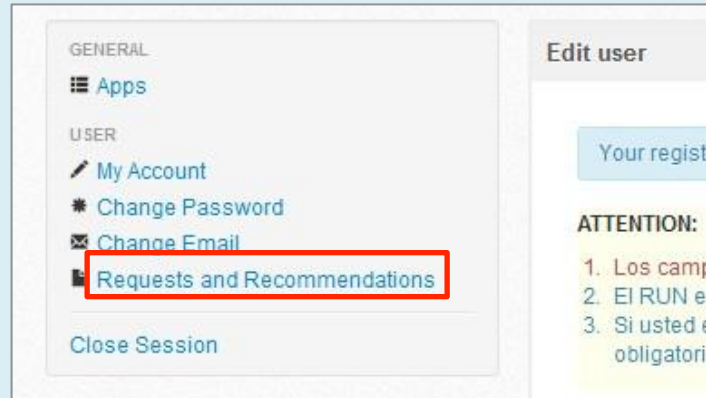 GENERAL
Apps
USER
My Account
Change Password
Change Email
Requests and Recommendations
Close Session
Edit user
Your regist
ATTENTION:
1. Los camp
2. El RUN e
3. Si usted e
obligatori